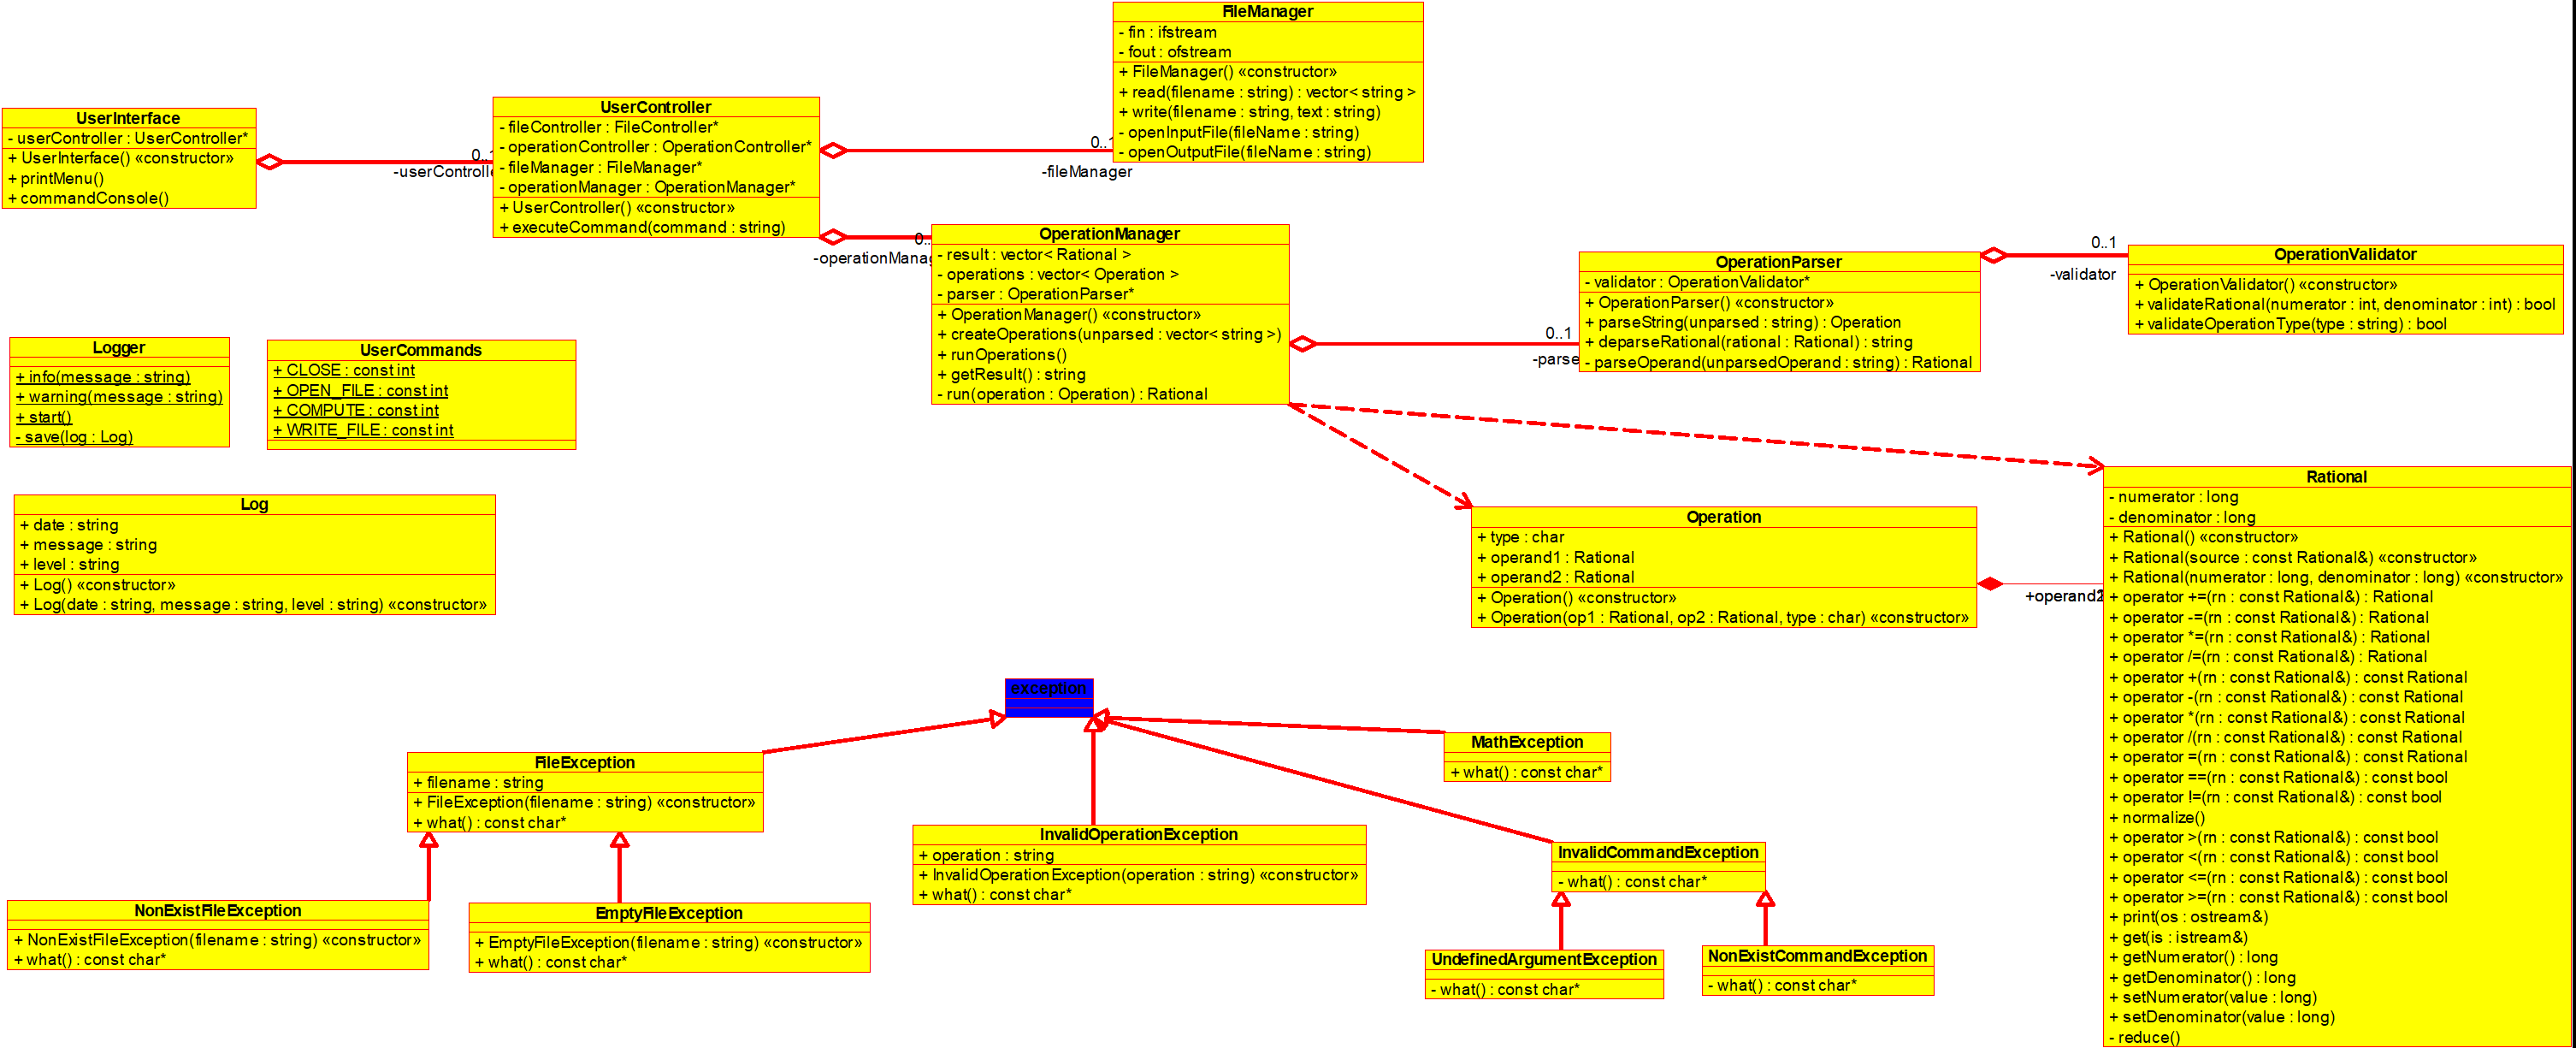 FileManager
- fin : ifstream
- fout : ofstream
+ FileManager() «constructor»
+ read(filename : string) : vector< string >
+ write(filename : string, text : string)
- openInputFile(fileName : string)
- openOutputFile(fileName : string)
UserInterface
- userController : UserController*
+ UserInterface() «constructor»
+ printMenu()
+ commandConsole()
0..1
-userControlle
UserController
- fileController : FileController*
- operationController : OperationController*
- fileManager : FileManager*
- operationManager : OperationManager*
+ UserController() «constructor»
+ executeCommand(command : string)
0..1
-fileManager
0..
-operationManag
OperationManager
- result : vector< Rational >
- operations : vector< Operation >
- parser : OperationParser*
+ OperationManager() «constructor»
+ createOperations(unparsed : vector< string >)
+ runOperations()
+ getResult() : string
- run(operation : Operation) : Rational
0..1
-parse
OperationParser
- validator : OperationValidator*
+ OperationParser() «constructor»
+ parseString(unparsed : string) : Operation
+ deparseRational(rational : Rational) : string
- parseOperand(unparsedOperand : string) : Rational
0..1
-validator
OperationValidator
+ OperationValidator() «constructor»
+ validateRational(numerator : int, denominator : int) : bool
+ validateOperationType(type : string) : bool
Logger
+ info(message : string)
+ warning(message : string)
+ start()
- save(log : Log)
UserCommands
+ CLOSE : const int
+ OPEN_FILE : const int
+ COMPUTE : const int
+ WRITE_FILE : const int
Log
+ date : string
+ message : string
+ level : string
+ Log() «constructor»
+ Log(date : string, message : string, level : string) «constructor»
Operation
+ type : char
+ operand1 : Rational
+ operand2 : Rational
+ Operation() «constructor»
+ Operation(op1 : Rational, op2 : Rational, type : char) «constructor»
+operand2
Rational
- numerator : long
- denominator : long
+ Rational() «constructor»
+ Rational(source : const Rational&) «constructor»
+ Rational(numerator : long, denominator : long) «constructor»
+ operator +=(rn : const Rational&) : Rational
+ operator -=(rn : const Rational&) : Rational
+ operator *=(rn : const Rational&) : Rational
+ operator /=(rn : const Rational&) : Rational
+ operator +(rn : const Rational&) : const Rational
+ operator -(rn : const Rational&) : const Rational
+ operator *(rn : const Rational&) : const Rational
+ operator /(rn : const Rational&) : const Rational
+ operator =(rn : const Rational&) : const Rational
+ operator ==(rn : const Rational&) : const bool
+ operator !=(rn : const Rational&) : const bool
+ normalize()
+ operator >(rn : const Rational&) : const bool
+ operator <(rn : const Rational&) : const bool
+ operator <=(rn : const Rational&) : const bool
+ operator >=(rn : const Rational&) : const bool
+ print(os : ostream&)
+ get(is : istream&)
+ getNumerator() : long
+ getDenominator() : long
+ setNumerator(value : long)
+ setDenominator(value : long)
- reduce()
exception
FileException
+ filename : string
+ FileException(filename : string) «constructor»
+ what() : const char*
MathException
+ what() : const char*
InvalidOperationException
+ operation : string
+ InvalidOperationException(operation : string) «constructor»
+ what() : const char*
InvalidCommandException
- what() : const char*
NonExistFileException
+ NonExistFileException(filename : string) «constructor»
+ what() : const char*
EmptyFileException
+ EmptyFileException(filename : string) «constructor»
+ what() : const char*
UndefinedArgumentException
- what() : const char*
NonExistCommandException
- what() : const char*